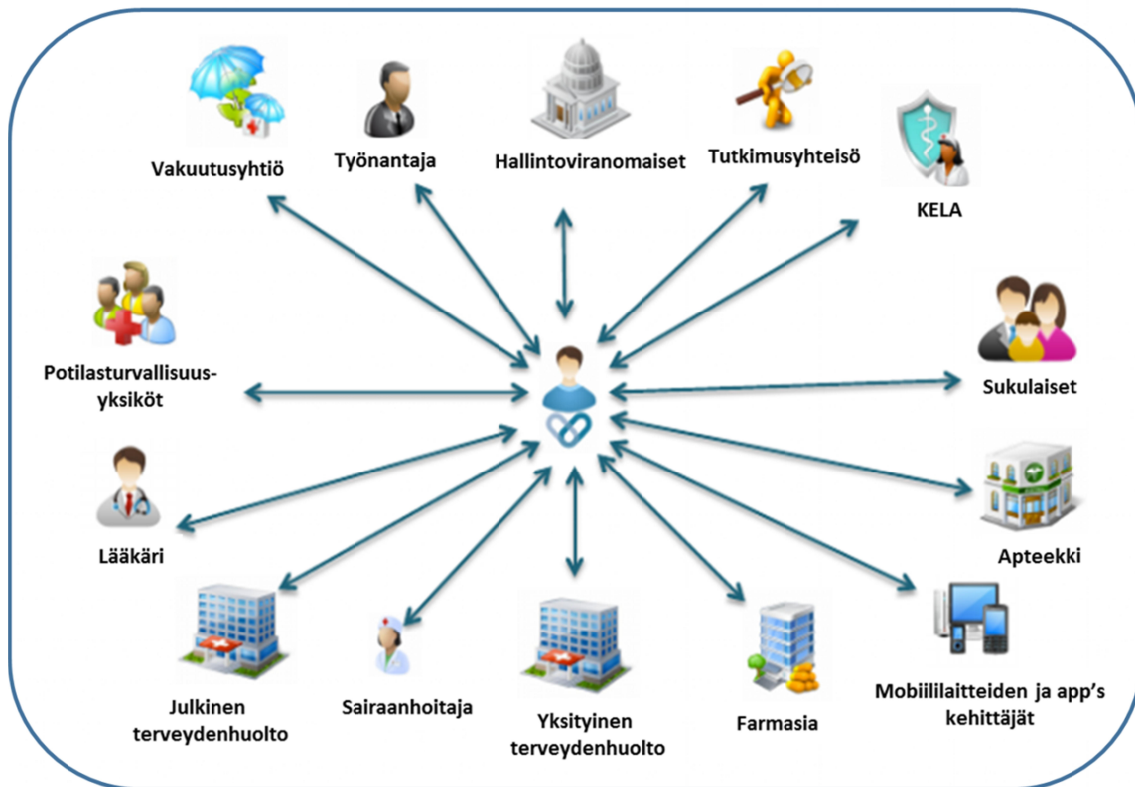 Vakuutusyhtiö
Työnantaja
Hallintoviranomaiset
Tutkimusyhteisö
KELA
Potilasturvallisuus-
yksiköt
Sukulaiset
Lääkäri
Apteekki
Julkinen
terveydenhuolto
Sairaanhoitaja
Yksityinen
terveydenhuolto
Farmasia
Mobiililaitteiden ja app's
kehittäjät